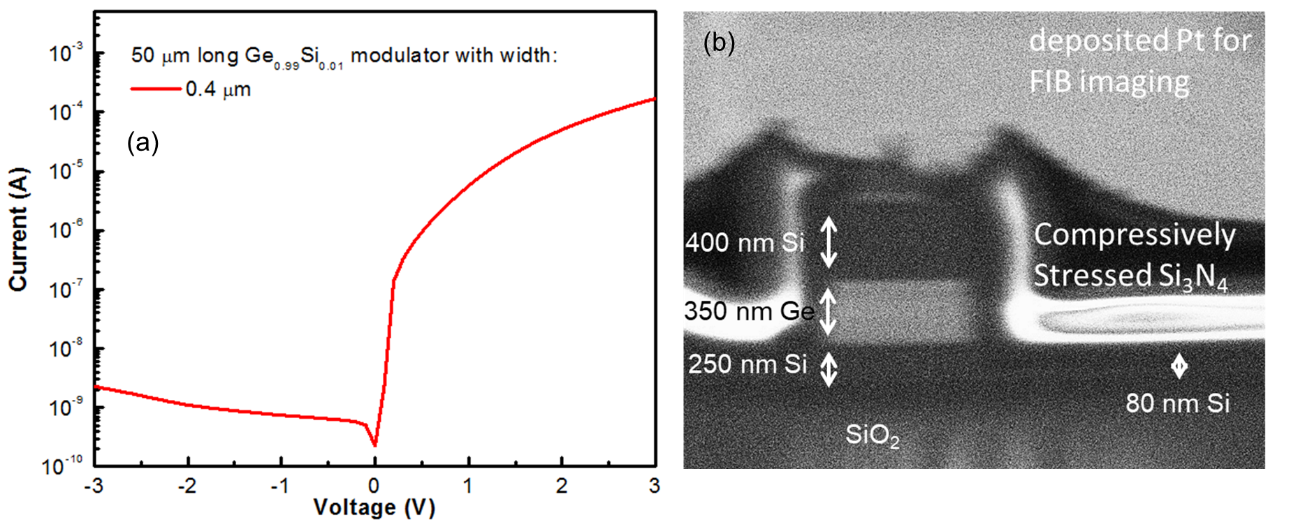 (a)
50 μm long Ge0.99Si0.01 modulator with width:
0.4 μm
Current (A)
10-3
10-4
10-5
10-6
10-7
10-8
10-9
10-10
-3 -2 -1 0 1 2 3
Voltage (V)
(b)
deposited Pt for
FIB imaging
400 nm Si
Compressively
Stressed Si3N4
350 nm Ge
250 nm Si
80 nm Si
SiO2